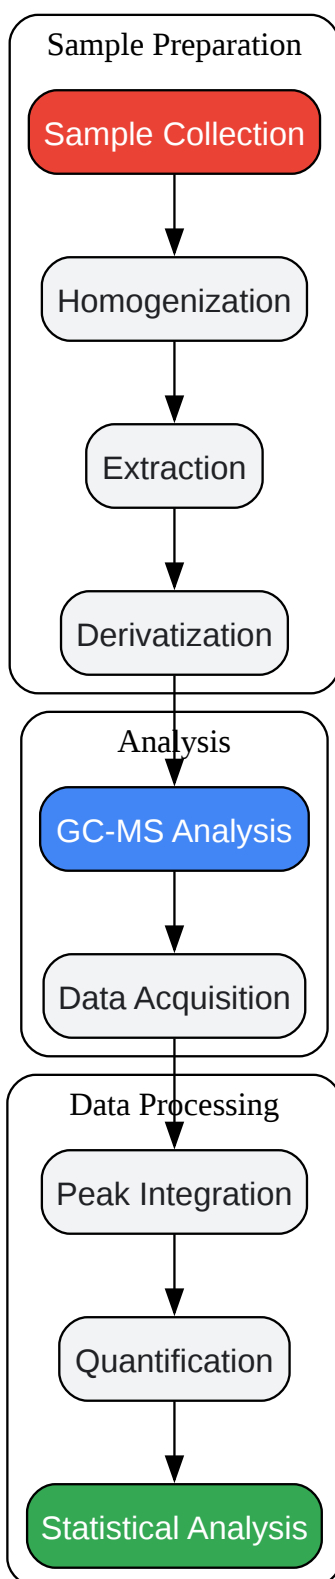 Sample Preparation
Sample Collection
Homogenization
Extraction
Derivatization
Analysis
GC-MS Analysis
Data Acquisition
Data Processing
Peak Integration
Quantification
Statistical Analysis